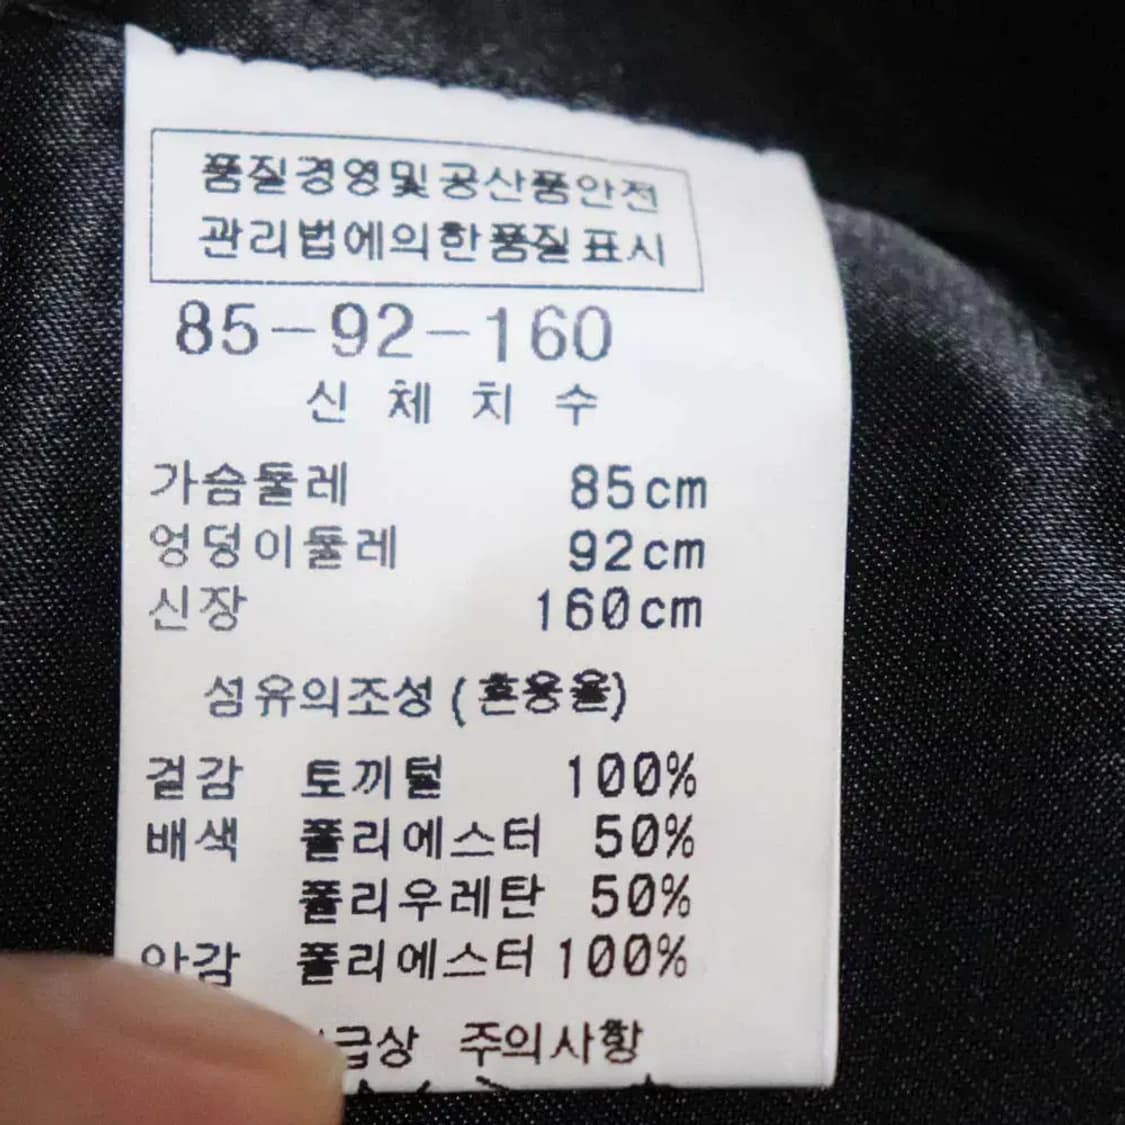 품질경영및공산품안전
관리법에의한품질표시
85-92-160
신 체 치 수
가슴둘레 85cm
엉덩이둘레 92cm
신장 160cm
섬유의조성(혼용율)
겉감 토끼털 100%
배색 폴리에스터 50%
폴리우레탄 50%
안감 폴리에스터 100%
급상 주의사항